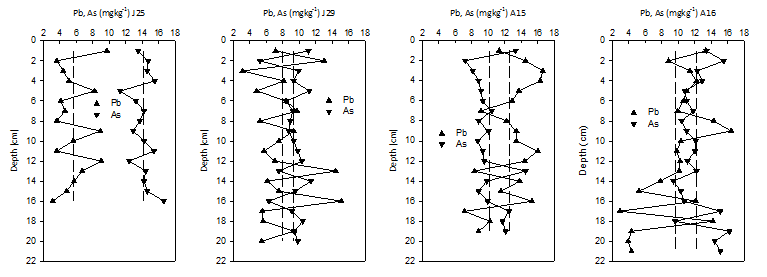 Pb, As (mgkg⁻¹) J25
2 4 6 8 10 12 14 16 18
0
2
4
6
8
10
12
14
16
18
20
22
Depth [cm]
Pb
As
Pb, As (mgkg⁻¹) J29
2 4 6 8 10 12 14 16 18
0
2
4
6
8
10
12
14
16
18
20
22
Depth [cm]
Pb
As
Pb, As (mgkg⁻¹) A15
2 4 6 8 10 12 14 16 18
0
2
4
6
8
10
12
14
16
18
20
22
Depth [cm]
Pb
As
Pb, As (mgkg⁻¹) A16
2 4 6 8 10 12 14 16 18
0
2
4
6
8
10
12
14
16
18
20
22
Depth (cm)
Pb
As